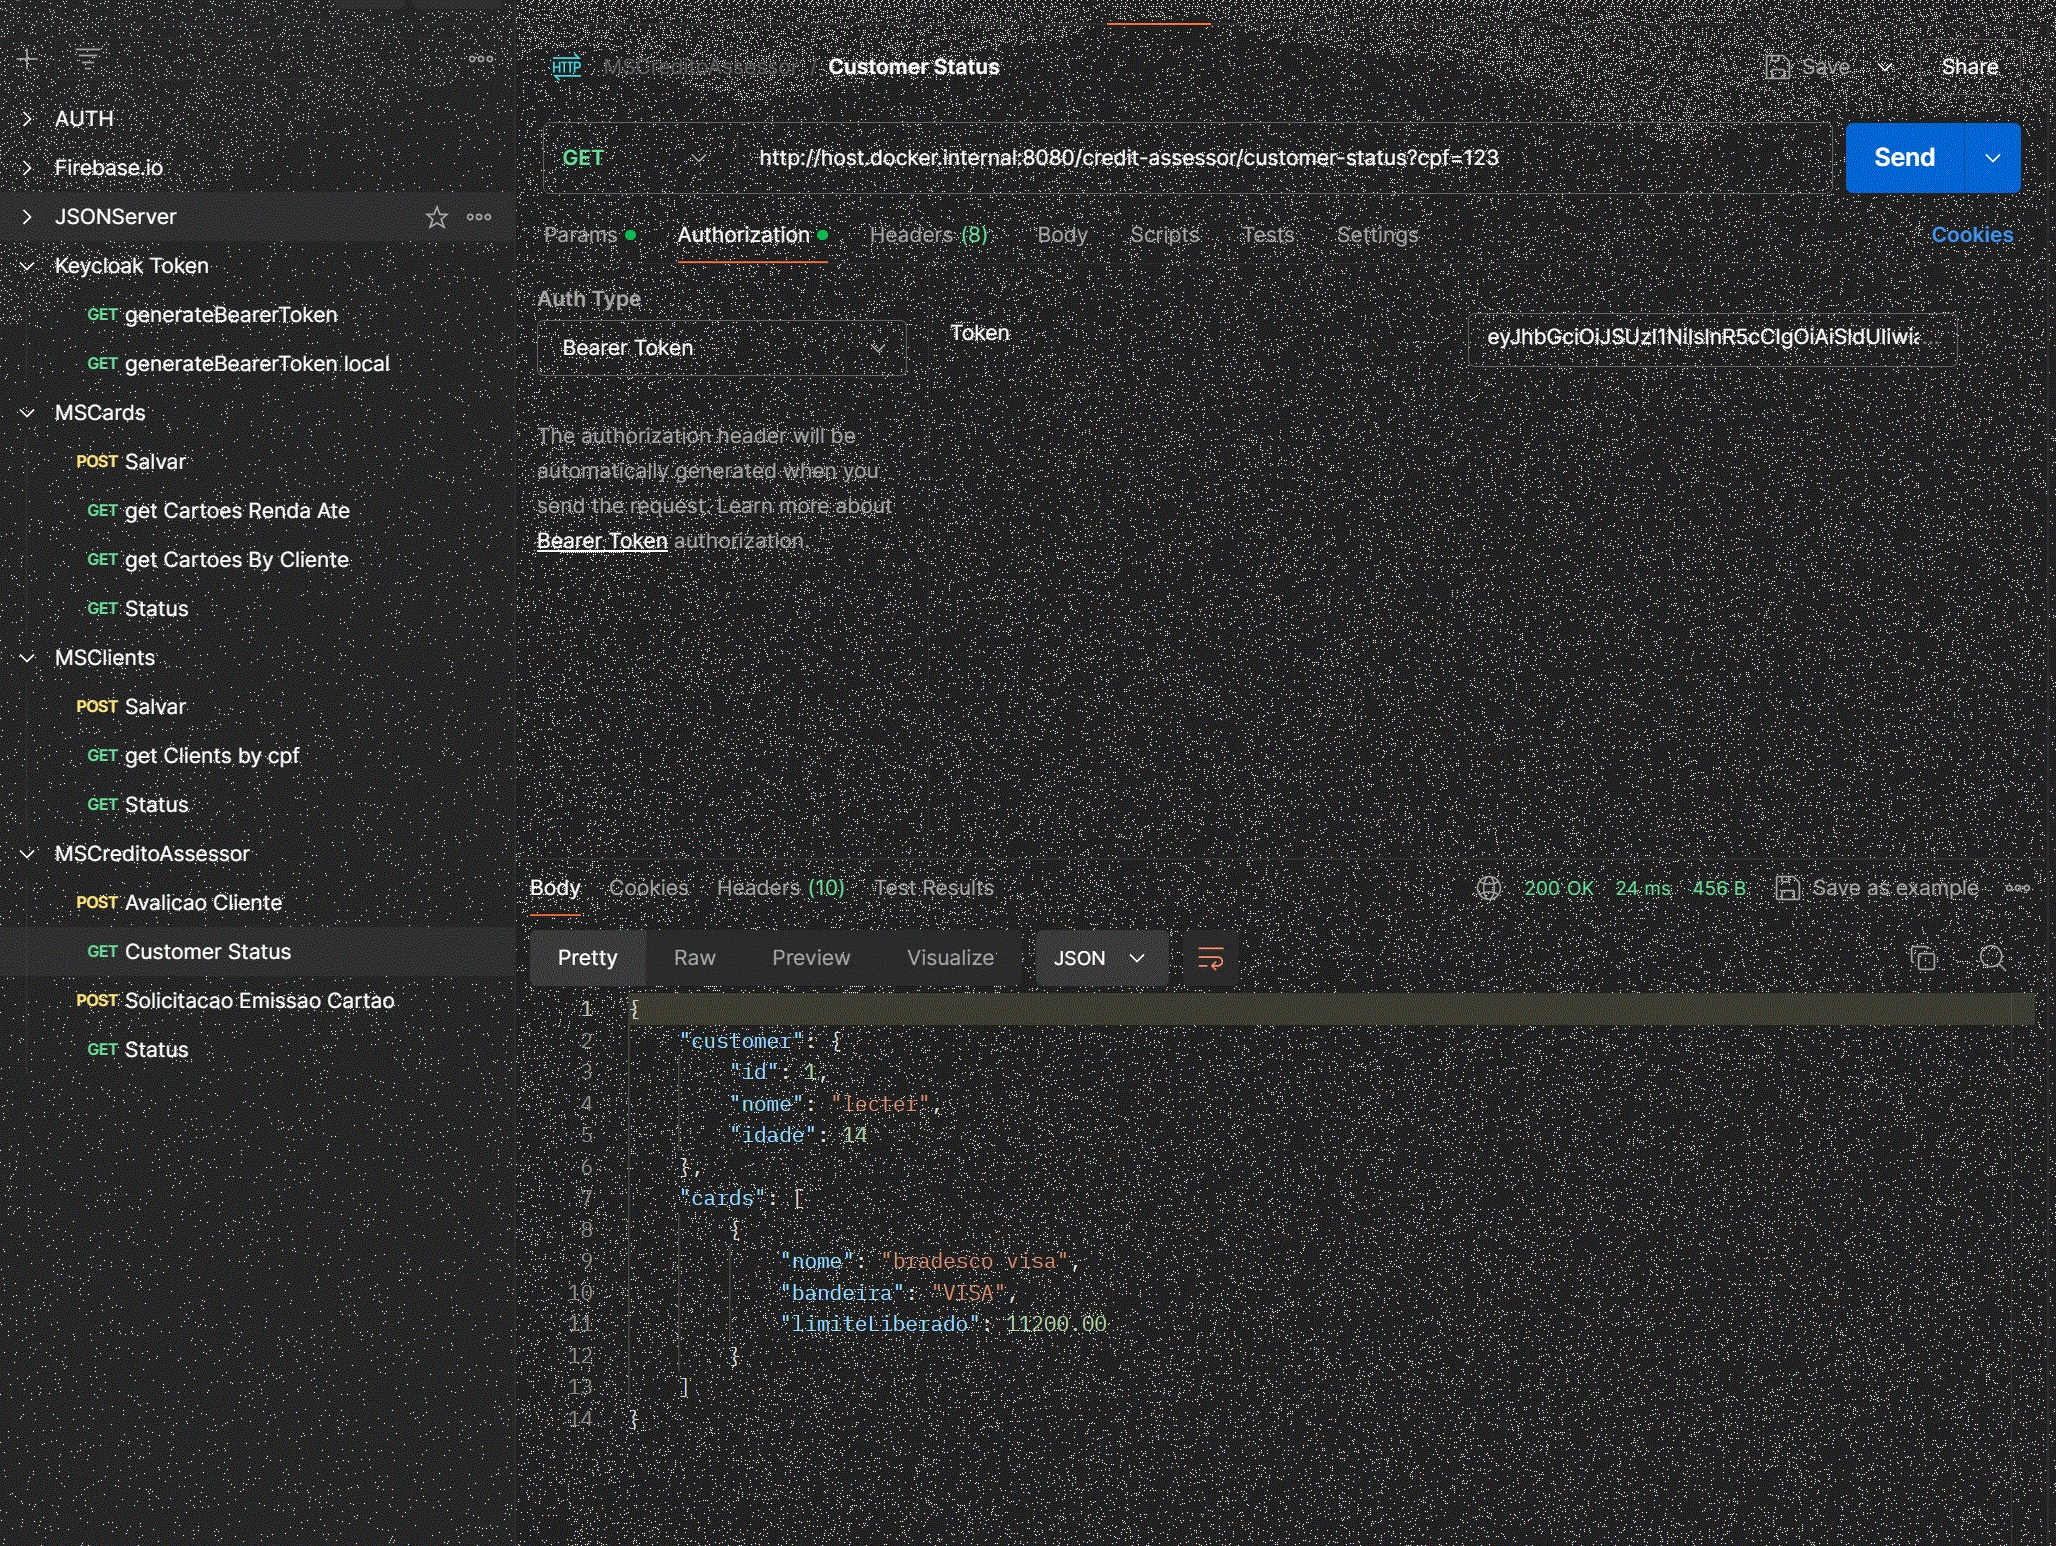 AUTH
Firebase.io
JSONServer
Keycloak Token
GET generateBearerToken
GET generateBearerToken local
MSCards
POST Salvar
GET get Cartoes Renda Ate
GET get Cartoes By Cliente
GET Status
MSClients
POST Salvar
GET get Clients by cpf
GET Status
MSCreditoAssessor
POST Avalicao Cliente
GET Customer Status
POST Solicitacao Emissao Cartao
GET Status
HTTP MSCreditoAssessor / Customer Status Save Share
GET http://host.docker.internal:8080/credit-assessor/customer-status?cpf=123 Send
Params Authorization Headers (8) Body Scripts Tests Settings Cookies
Auth Type
Bearer Token
Token
The authorization header will be
automatically generated when you
send the request. Learn more about
Bearer Token authorization.
Body Cookies Headers (10) Test Results 200 OK 24 ms 456 B Save as example
Pretty Raw Preview Visualize JSON
1 {
2 "customer": {
3 "id": 1,
4 "nome": "lecter",
5 "idade": 14
6 },
7 "cards": [
8 {
9 "nome": "bradesco visa",
10 "bandeira": "VISA",
11 "limiteLiberado": 11200.00
12 }
13 ]
14 }